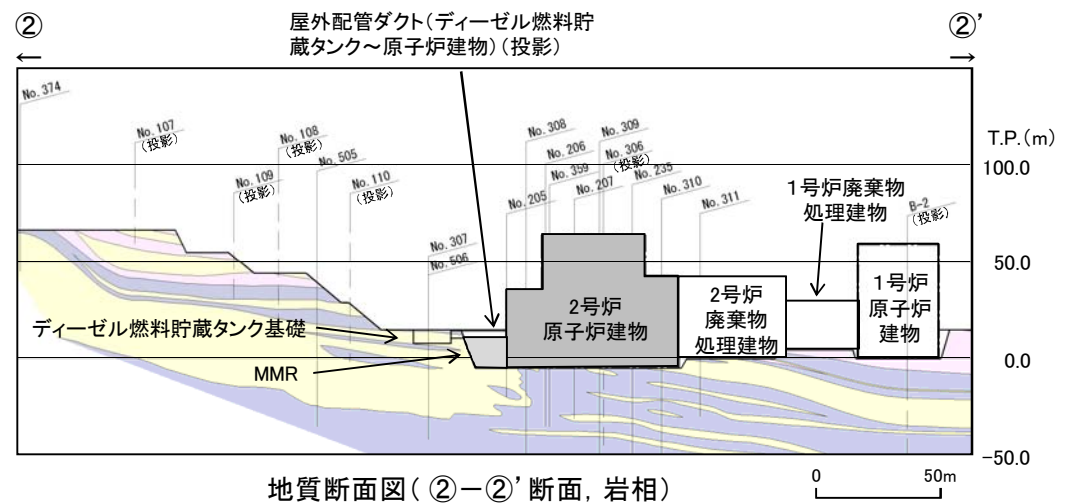 ②
②’
屋外配管ダクト(ディーゼル燃料貯
蔵タンク~原子炉建物)(投影)
←
→
No. 374
No. 107
(投影)
No. 108
(投影)
No. 505
No. 109
(投影)
No. 110
(投影)
No. 307
No. 506
No. 308
No. 206
No. 359
No. 205
No. 207
No. 309
No. 306
(投影)
No. 235
No. 310
No. 311
B-2
(投影)
T.P.(m)
100.0
50.0
0.0
-50.0
1号炉廃棄物
処理建物
2号炉
原子炉建物
2号炉
廃棄物
処理建物
1号炉
原子炉
建物
ディーゼル燃料貯蔵タンク基礎
MMR
地質断面図(②-②’断面, 岩相)
0 50m